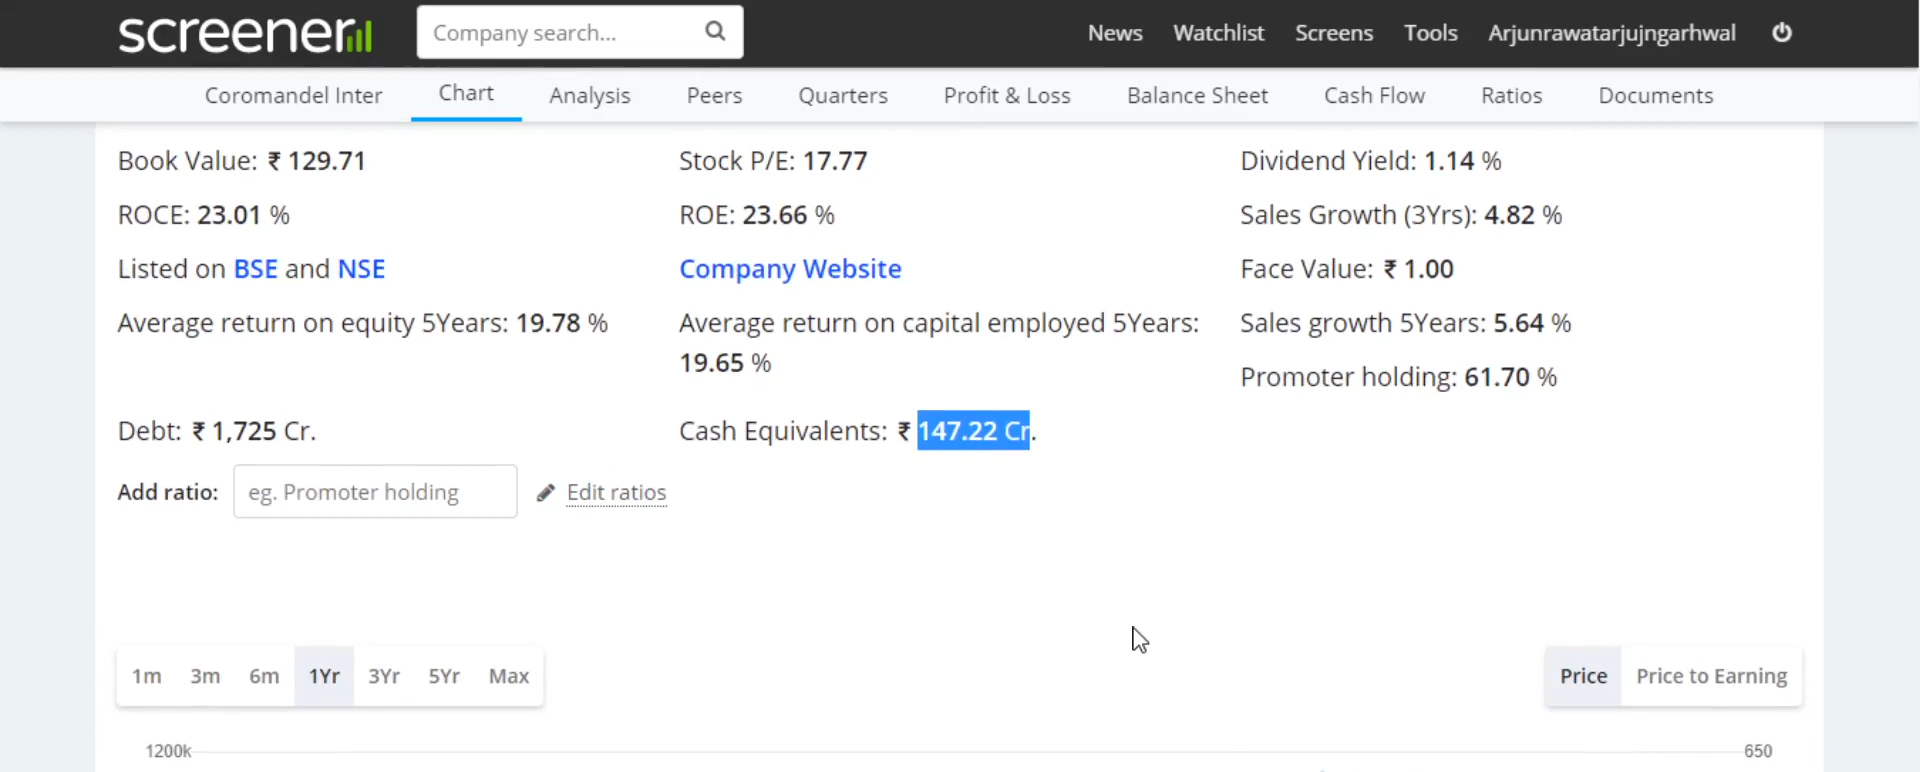 screener
Company search...
News Watchlist Screens Tools Arjunrawatarjujngarhwal
Coromandel Inter Chart Analysis Peers Quarters Profit & Loss Balance Sheet Cash Flow Ratios Documents
Book Value: ₹ 129.71 Stock P/E: 17.77 Dividend Yield: 1.14 %
ROCE: 23.01 % ROE: 23.66 % Sales Growth (3Yrs): 4.82 %
Listed on BSE and NSE Company Website Face Value: ₹ 1.00
Average return on equity 5Years: 19.78 % Average return on capital employed 5Years: Sales growth 5Years: 5.64 %
19.65 %
Promoter holding: 61.70 %
Debt: ₹ 1,725 Cr. Cash Equivalents: ₹ 147.22 Cr.
Add ratio: eg. Promoter holding Edit ratios
1m 3m 6m 1Yr 3Yr 5Yr Max Price Price to Earning
1200k 650